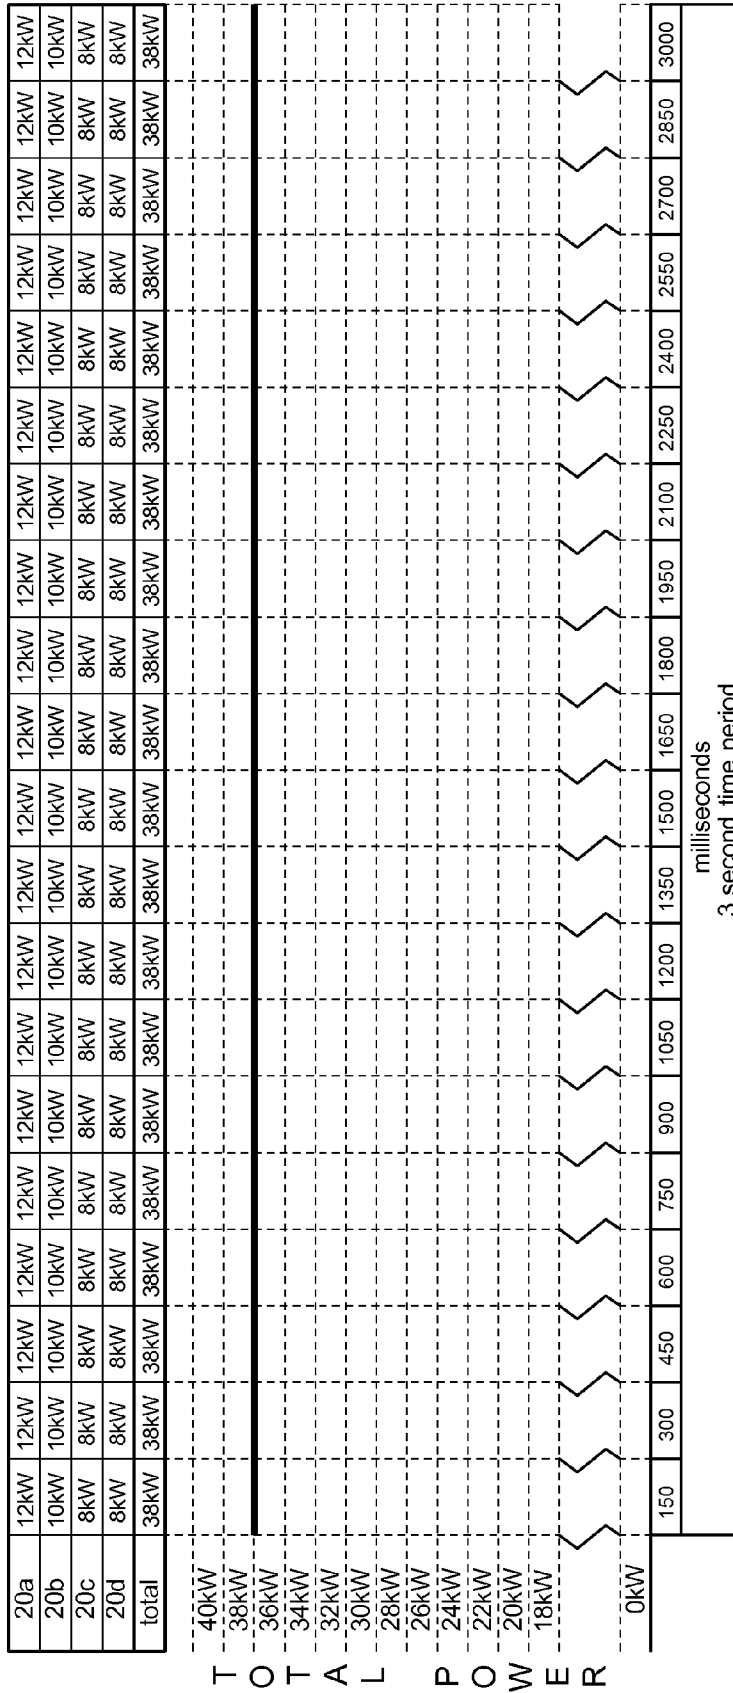 20a 12kW 12kW 12kW 12kW 12kW 12kW 12kW 12kW 12kW 12kW 12kW 12kW 12kW 12kW 12kW 12kW 12kW 12kW 12kW 12kW
20b 10kW 10kW 10kW 10kW 10kW 10kW 10kW 10kW 10kW 10kW 10kW 10kW 10kW 10kW 10kW 10kW 10kW 10kW 10kW 10kW
20c 8kW 8kW 8kW 8kW 8kW 8kW 8kW 8kW 8kW 8kW 8kW 8kW 8kW 8kW 8kW 8kW 8kW 8kW 8kW 8kW
20d 8kW 8kW 8kW 8kW 8kW 8kW 8kW 8kW 8kW 8kW 8kW 8kW 8kW 8kW 8kW 8kW 8kW 8kW 8kW 8kW
total 38kW 38kW 38kW 38kW 38kW 38kW 38kW 38kW 38kW 38kW 38kW 38kW 38kW 38kW 38kW 38kW 38kW 38kW 38kW 38kW
TOTAL POWER
40kW
38kW
36kW
34kW
32kW
30kW
28kW
26kW
24kW
22kW
20kW
18kW
0kW
150 300 450 600 750 900 1050 1200 1350 1500 1650 1800 1950 2100 2250 2400 2550 2700 2850 3000
milliseconds
3 second time period